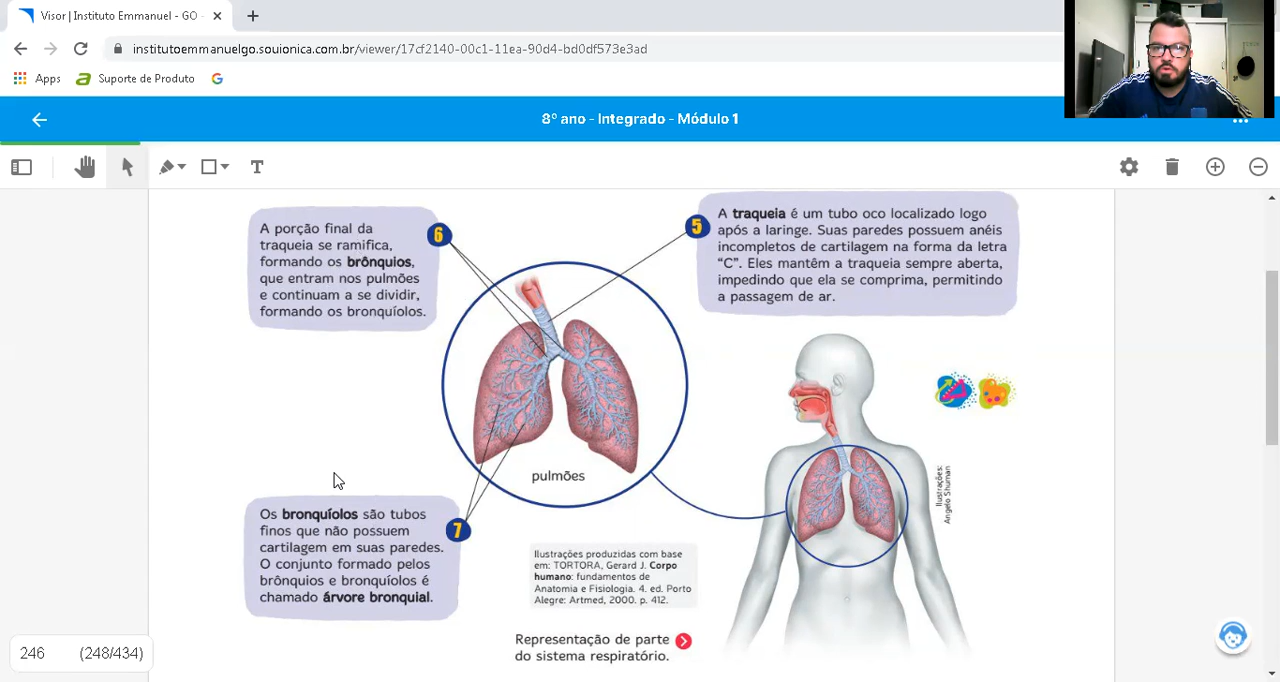 Visor | Instituto Emmanuel - GO -
institutoemmanuelgo.souionica.com.br/viewer/17cf2140-00c1-11ea-90d4-bd0df573e3ad
Apps
Suporte de Produto
8º ano - Integrado - Módulo 1
T
6
A porção final da
traqueia se ramifica,
formando os brônquios,
que entram nos pulmões
e continuam a se dividir,
formando os bronquíolos.
5
A traqueia é um tubo oco localizado logo
após a laringe. Suas paredes possuem anéis
incompletos de cartilagem na forma da letra
“C”. Eles mantêm a traqueia sempre aberta,
impedindo que ela se comprima, permitindo
a passagem de ar.
pulmões
7
Os bronquíolos são tubos
finos que não possuem
cartilagem em suas paredes.
O conjunto formado pelos
brônquios e bronquíolos é
chamado árvore bronquial.
Ilustrações produzidas com base
em: TORTORA, Gerard J. Corpo
humano: fundamentos de
Anatomia e Fisiologia. 4. ed. Porto
Alegre: Artmed, 2000. p. 412.
Ilustrações:
Angelo Shuman
Representação de parte
do sistema respiratório.
246 (248/434)